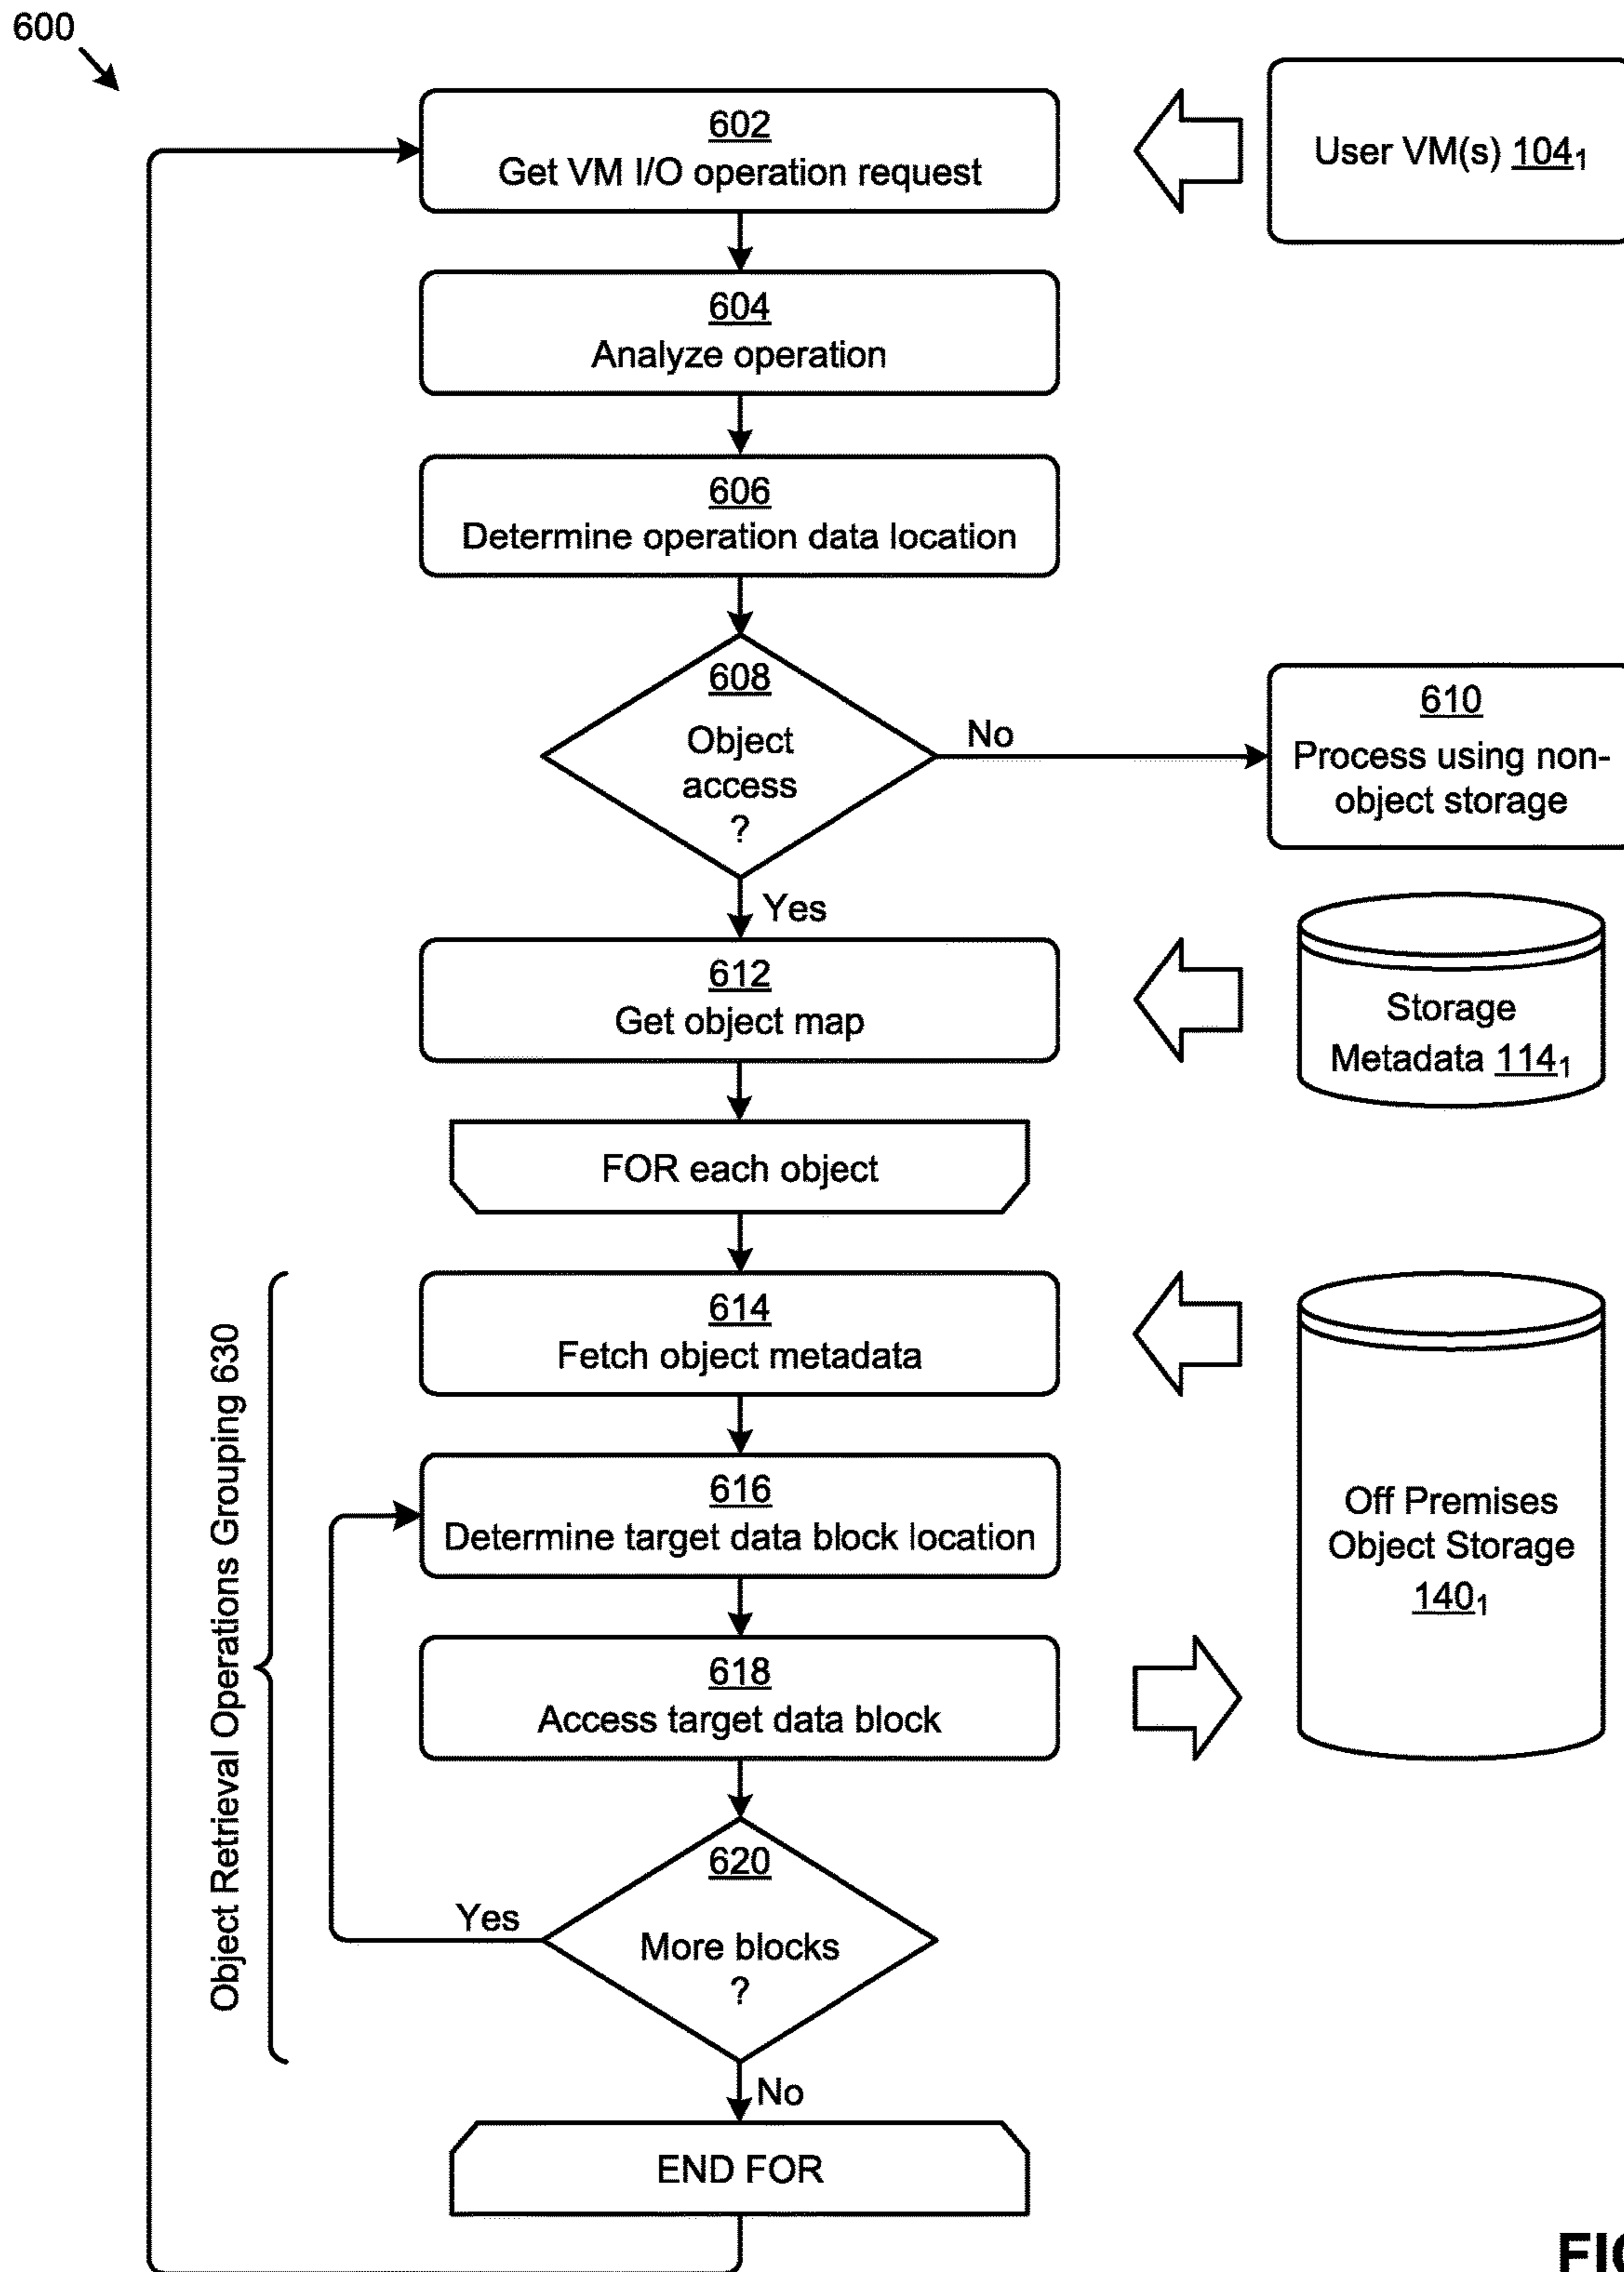 600
602
Get VM I/O operation request
User VM(s) 104₁
604
Analyze operation
606
Determine operation data location
608
Object
access
?
No
610
Process using non-
object storage
Yes
612
Get object map
Storage
Metadata 114₁
FOR each object
Object Retrieval Operations Grouping 630
614
Fetch object metadata
616
Determine target data block location
Off Premises
Object Storage
140₁
618
Access target data block
620
More blocks
?
Yes
No
END FOR